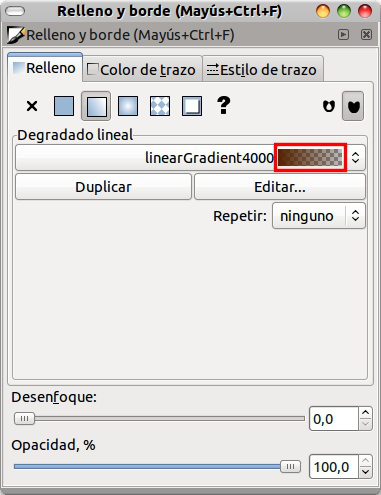 Relleno y borde (Mayús+Ctrl+F)
Relleno y borde (Mayús+Ctrl+F)
Relleno Color de trazo Estilo de trazo
?
Degradado lineal
linearGradient4000
Duplicar Editar...
Repetir: ninguno
Desenfoque:
0,0
Opacidad, %
100,0